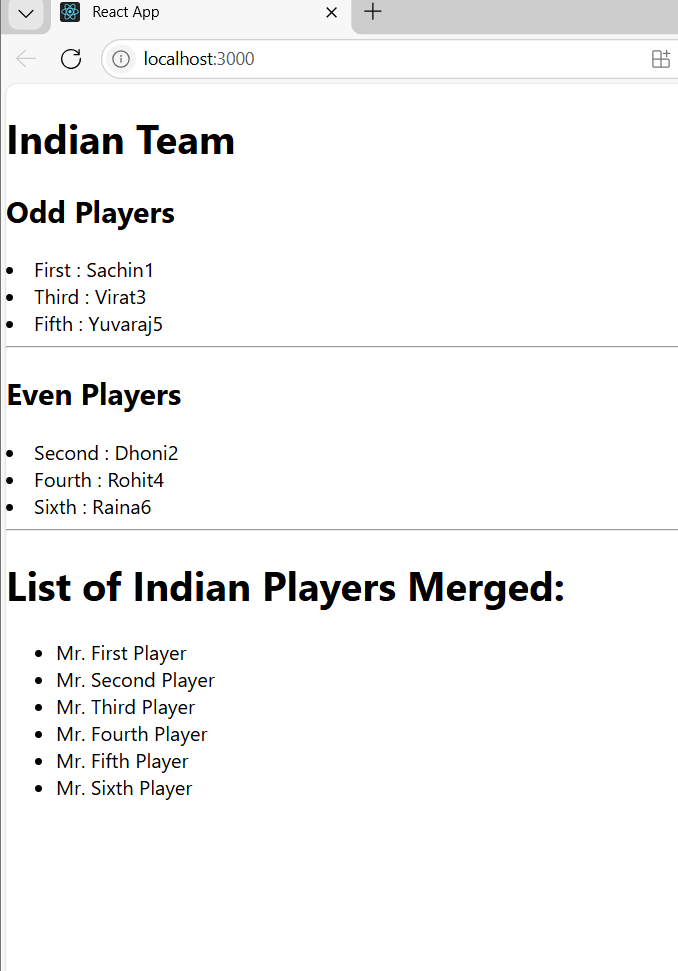 React App
localhost:3000
Indian Team
Odd Players
First : Sachin1
Third : Virat3
Fifth : Yuvaraj5
Even Players
Second : Dhoni2
Fourth : Rohit4
Sixth : Raina6
List of Indian Players Merged:
Mr. First Player
Mr. Second Player
Mr. Third Player
Mr. Fourth Player
Mr. Fifth Player
Mr. Sixth Player